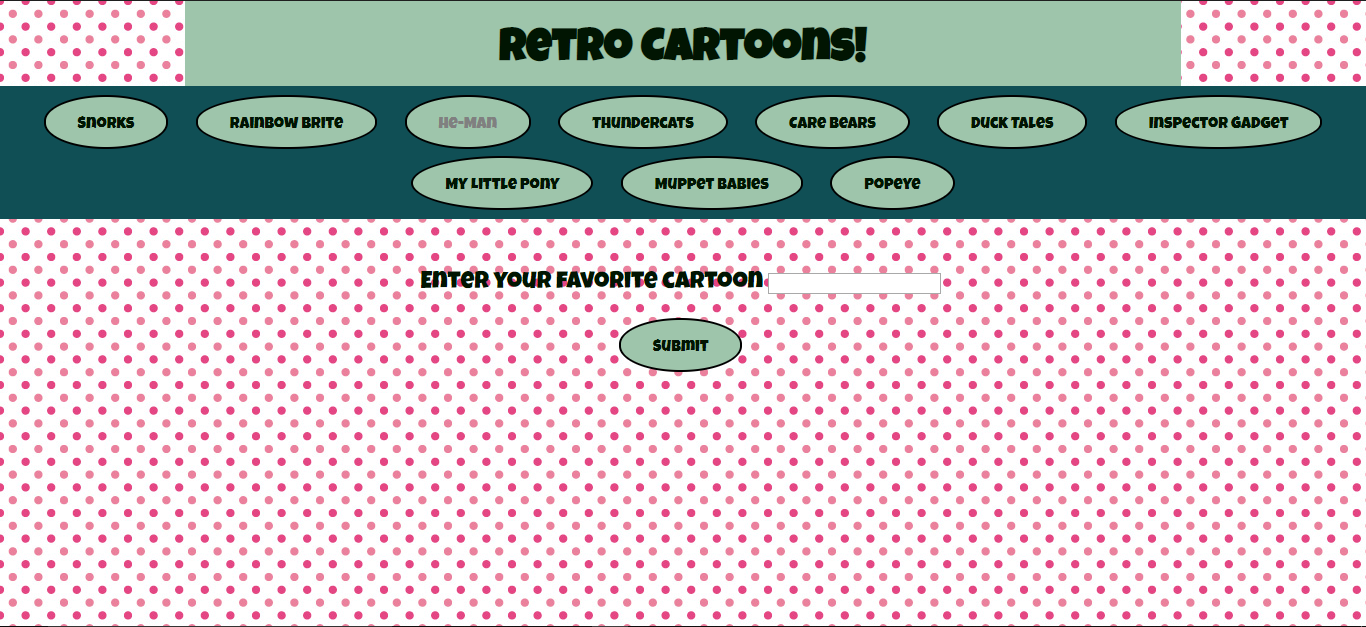 Retro Cartoons!
Snorks Rainbow Brite He-Man Thundercats Care Bears Duck Tales Inspector Gadget
My Little Pony Muppet Babies Popeye
Enter your favorite cartoon
Submit